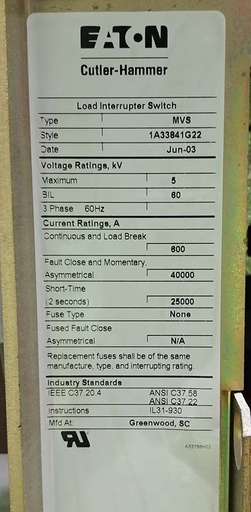 EATON
Cutler-Hammer
Load Interrupter Switch
Type MVS
Style 1A33841G22
Date Jun-03
Voltage Ratings, kV
Maximum 5
BIL 60
3 Phase 60Hz
Current Ratings, A
Continuous and Load Break
600
Fault Close and Momentary,
Asymmetrical 40000
Short-Time
(2 seconds) 25000
Fuse Type None
Fused Fault Close
Asymmetrical N/A
Replacement fuses shall be of the same
manufacture, type, and interrupting rating.
Industry Standards
IEEE C37.20.4 ANSI C37.58
ANSI C37.22
Instructions IL31-930
Mfd At: Greenwood, SC